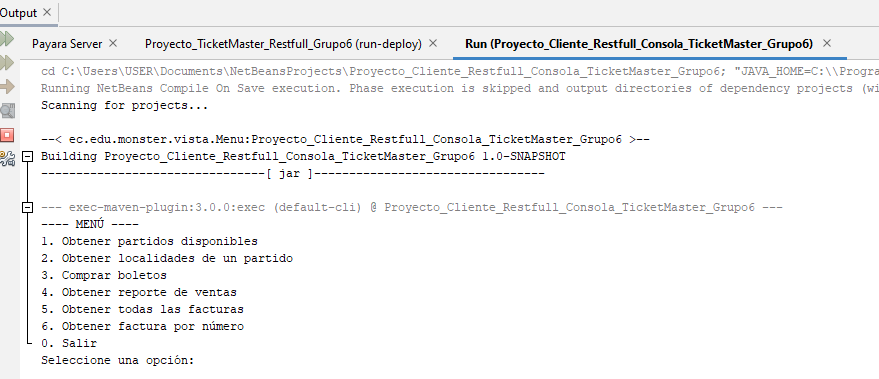 Output
Payara Server
Proyecto_TicketMaster_Restfull_Grupo6 (run-deploy)
Run (Proyecto_Cliente_Restfull_Consola_TicketMaster_Grupo6)
cd C:\Users\USER\Documents\NetBeansProjects\Proyecto_Cliente_Restfull_Consola_TicketMaster_Grupo6; "JAVA_HOME=C:\\Progra
Running NetBeans Compile On Save execution. Phase execution is skipped and output directories of dependency projects (wi
Scanning for projects...
--< ec.edu.monster.vista.Menu:Proyecto_Cliente_Restfull_Consola_TicketMaster_Grupo6 >--
Building Proyecto_Cliente_Restfull_Consola_TicketMaster_Grupo6 1.0-SNAPSHOT
--------------------------------[ jar ]---------------------------------
--- exec-maven-plugin:3.0.0:exec (default-cli) @ Proyecto_Cliente_Restfull_Consola_TicketMaster_Grupo6 ---
---- MENÚ ----
1. Obtener partidos disponibles
2. Obtener localidades de un partido
3. Comprar boletos
4. Obtener reporte de ventas
5. Obtener todas las facturas
6. Obtener factura por número
0. Salir
Seleccione una opción: